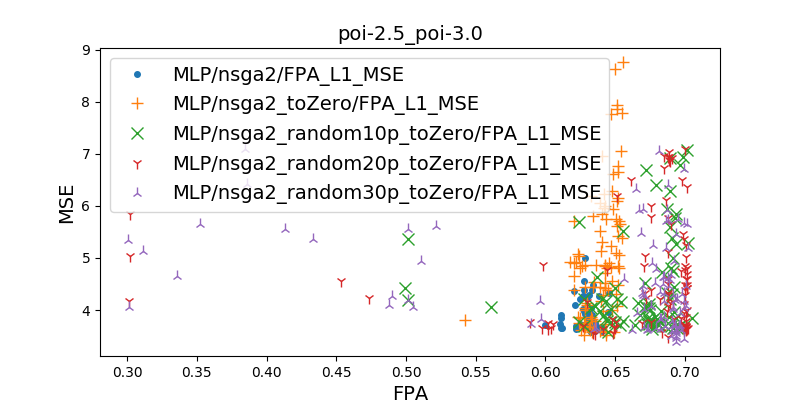 poi-2.5_poi-3.0
MLP/nsga2/FPA_L1_MSE
MLP/nsga2_toZero/FPA_L1_MSE
MLP/nsga2_random10p_toZero/FPA_L1_MSE
MLP/nsga2_random20p_toZero/FPA_L1_MSE
MLP/nsga2_random30p_toZero/FPA_L1_MSE
MSE
9
8
7
6
5
4
0.30 0.35 0.40 0.45 0.50 0.55 0.60 0.65 0.70
FPA